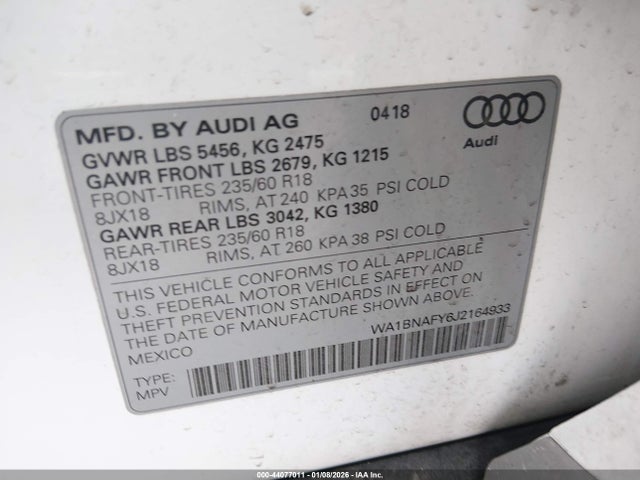 MFD. BY AUDI AG 0418
Audi
GVWR LBS 5456, KG 2475
GAWR FRONT LBS 2679, KG 1215
FRONT-TIRES 235/60 R18
8JX18 RIMS, AT 240 KPA 35 PSI COLD
GAWR REAR LBS 3042, KG 1380
REAR-TIRES 235/60 R18
8JX18 RIMS, AT 260 KPA 38 PSI COLD
THIS VEHICLE CONFORMS TO ALL APPLICABLE
U.S. FEDERAL MOTOR VEHICLE SAFETY AND
THEFT PREVENTION STANDARDS IN EFFECT ON
THE DATE OF MANUFACTURE SHOWN ABOVE.
MEXICO WA1BNAFY6J2164933
TYPE:
MPV
44077011 - 01/08/2026 - © Copyright IAA, Inc.